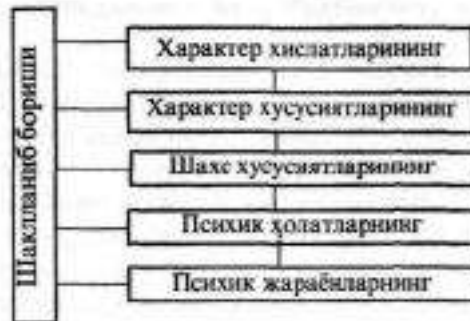 Шаклланиб бориши
Характер хислатларининг
Характер хусусиятларининг
Шахс хусусиятларининг
Психик ҳолатларнинг
Психик жараёнларнинг